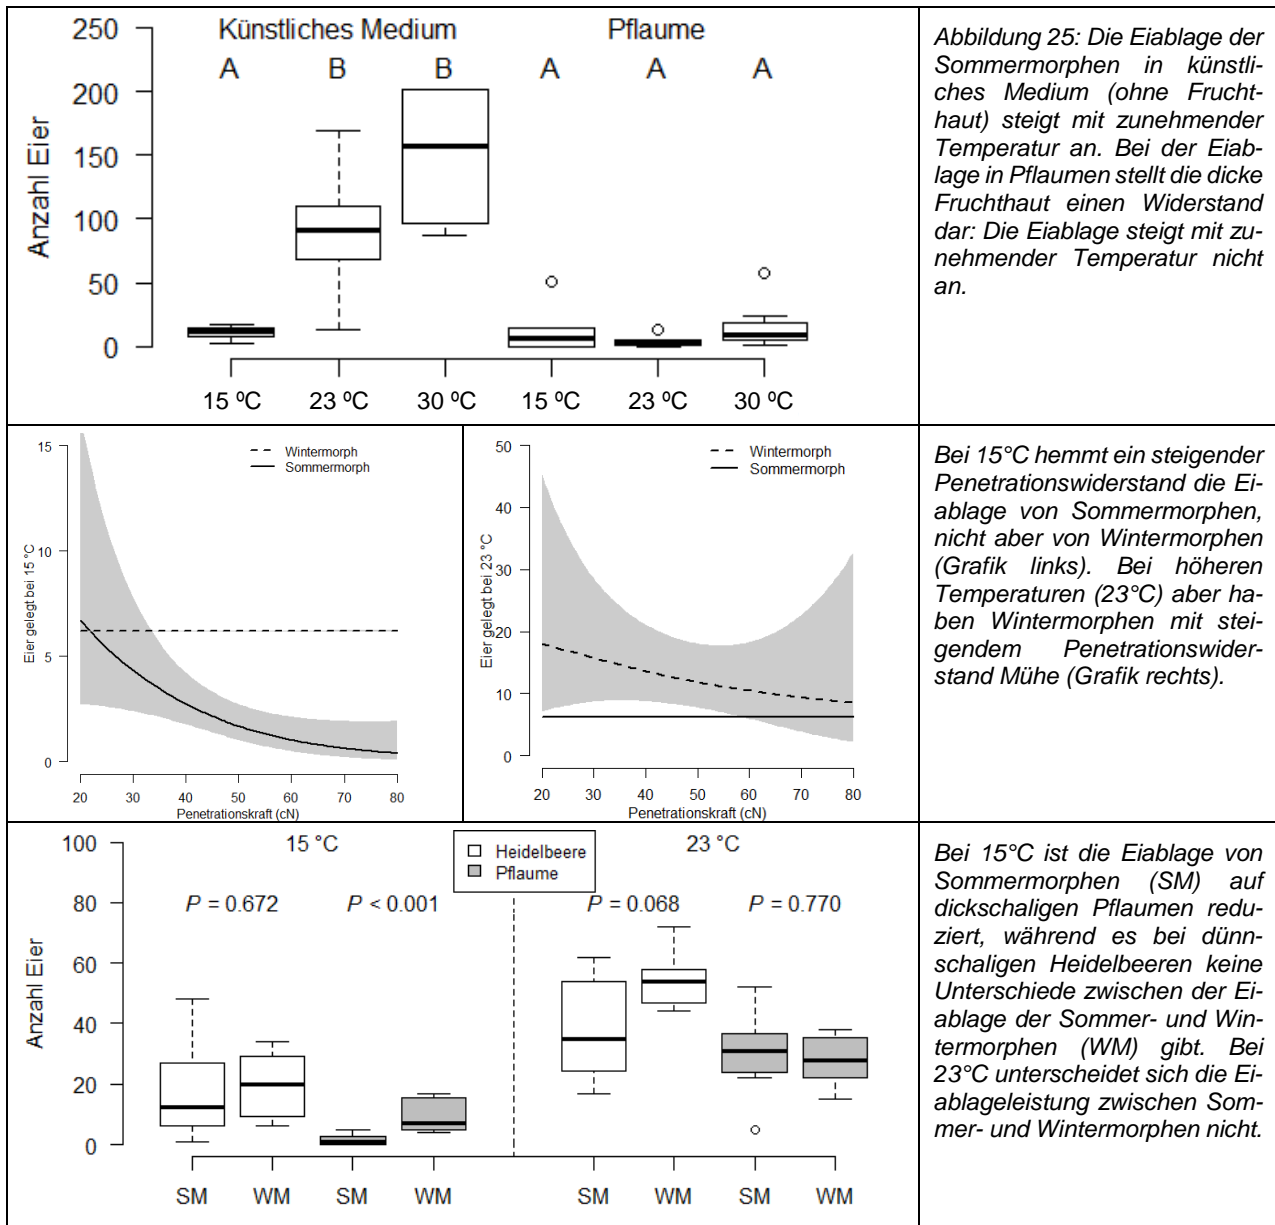 250
200
150
100
50
0
Anzahl Eier
Künstliches Medium
Pflaume
A B B A A A
15 ºC 23 ºC 30 ºC 15 ºC 23 ºC 30 ºC
Abbildung 25: Die Eiablage der
Sommermorphen in künstli-
ches Medium (ohne Frucht-
haut) steigt mit zunehmender
Temperatur an. Bei der Eiab-
lage in Pflaumen stellt die dicke
Fruchthaut einen Widerstand
dar: Die Eiablage steigt mit zu-
nehmender Temperatur nicht
an.
15
10
5
0
Eier gelegt bei 15 °C
Wintermorph
Sommermorph
20 30 40 50 60 70 80
Penetrationskraft (cN)
50
40
30
20
10
0
Eier gelegt bei 23 °C
Wintermorph
Sommermorph
20 30 40 50 60 70 80
Penetrationskraft (cN)
Bei 15°C hemmt ein steigender
Penetrationswiderstand die Ei-
ablage von Sommermorphen,
nicht aber von Wintermorphen
(Grafik links). Bei höheren
Temperaturen (23°C) aber ha-
ben Wintermorphen mit stei-
gendem Penetrationswider-
stand Mühe (Grafik rechts).
100
80
60
40
20
0
Anzahl Eier
15 °C
Heidelbeere
Pflaume
23 °C
P = 0.672 P < 0.001 P = 0.068 P = 0.770
SM WM SM WM SM WM SM WM
Bei 15°C ist die Eiablage von
Sommermorphen (SM) auf
dickschaligen Pflaumen redu-
ziert, während es bei dünn-
schaligen Heidelbeeren keine
Unterschiede zwischen der Ei-
ablage der Sommer- und Win-
termorphen (WM) gibt. Bei
23°C unterscheidet sich die Ei-
ablageleistung zwischen Som-
mer- und Wintermorphen nicht.